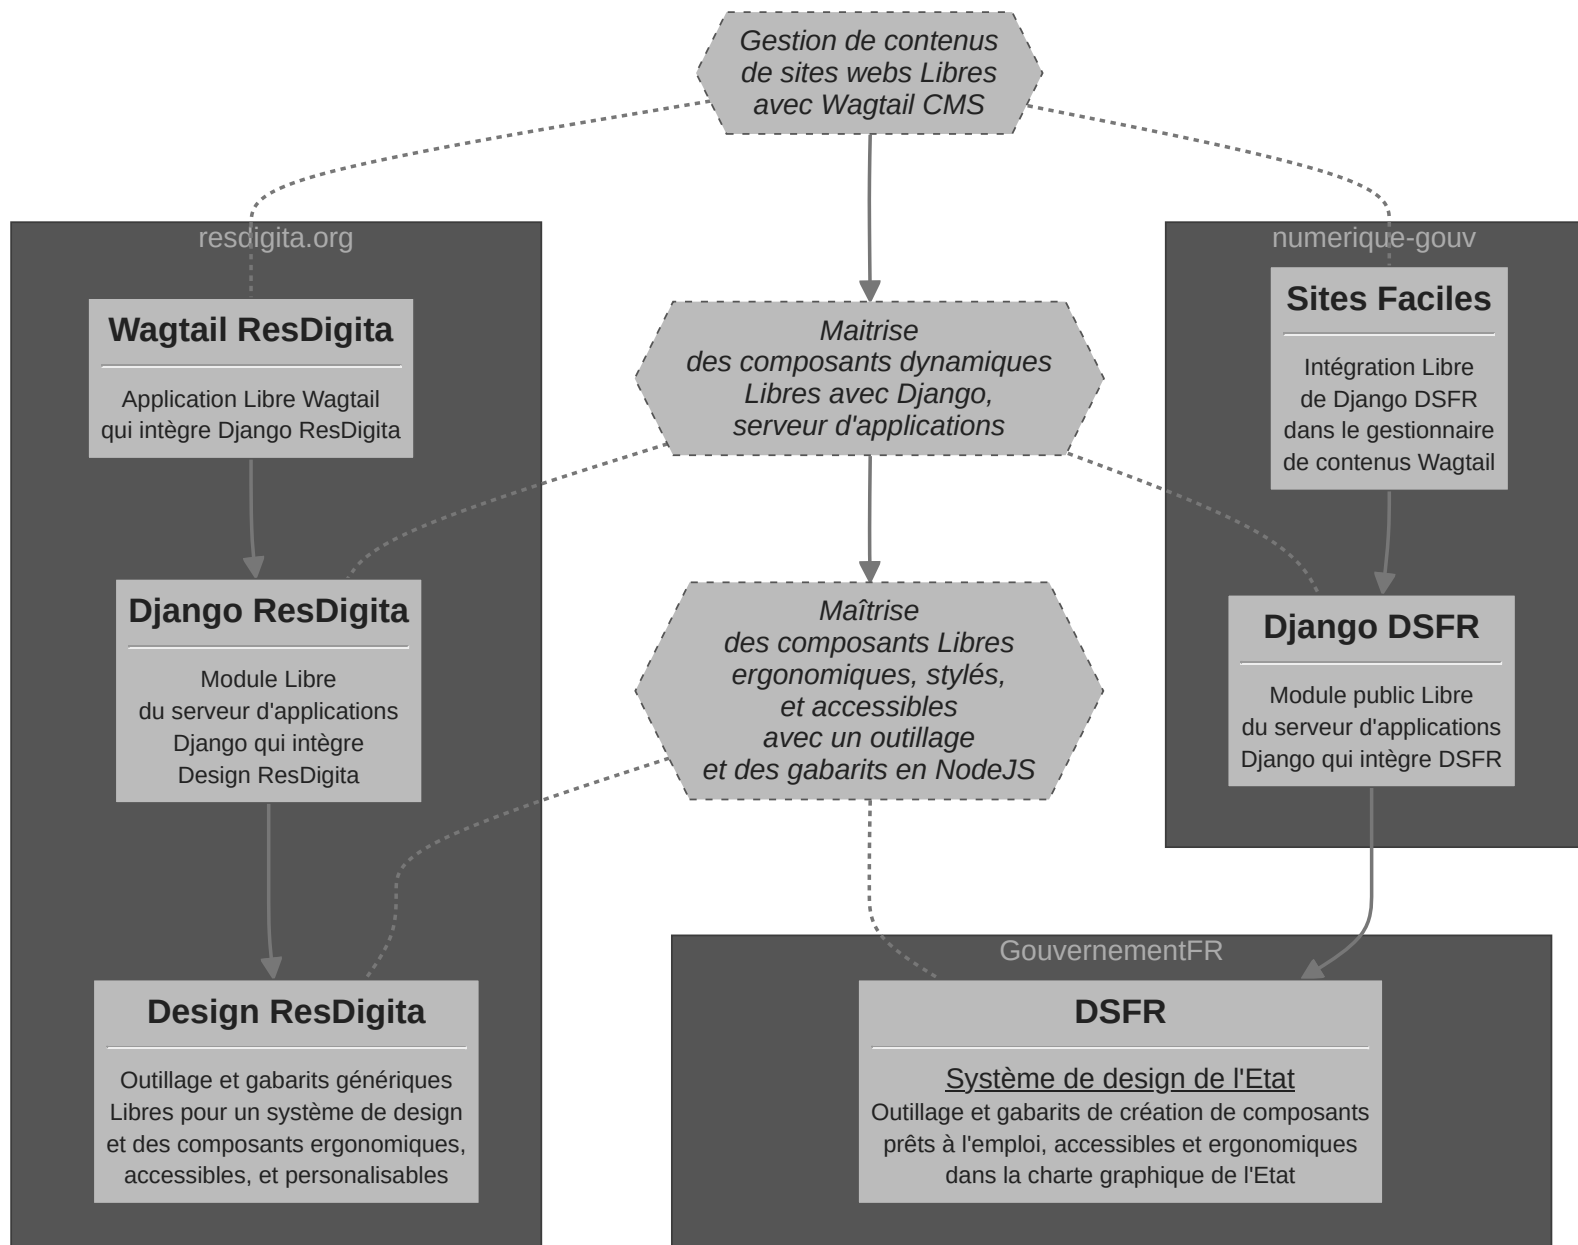 Gestion de contenus
de sites webs Libres
avec Wagtail CMS
resdigita.org
numerique-gouv
Wagtail ResDigita
Application Libre Wagtail
qui intègre Django ResDigita
Maitrise
des composants dynamiques
Libres avec Django,
serveur d'applications
Sites Faciles
Intégration Libre
de Django DSFR
dans le gestionnaire
de contenus Wagtail
Django ResDigita
Module Libre
du serveur d'applications
Django qui intègre
Design ResDigita
Maîtrise
des composants Libres
ergonomiques, stylés,
et accessibles
avec un outillage
et des gabarits en NodeJS
Django DSFR
Module public Libre
du serveur d'applications
Django qui intègre DSFR
Design ResDigita
Outillage et gabarits génériques
Libres pour un système de design
et des composants ergonomiques,
accessibles, et personalisables
GouvernementFR
DSFR
Système de design de l'Etat
Outillage et gabarits de création de composants
prêts à l'emploi, accessibles et ergonomiques
dans la charte graphique de l'Etat